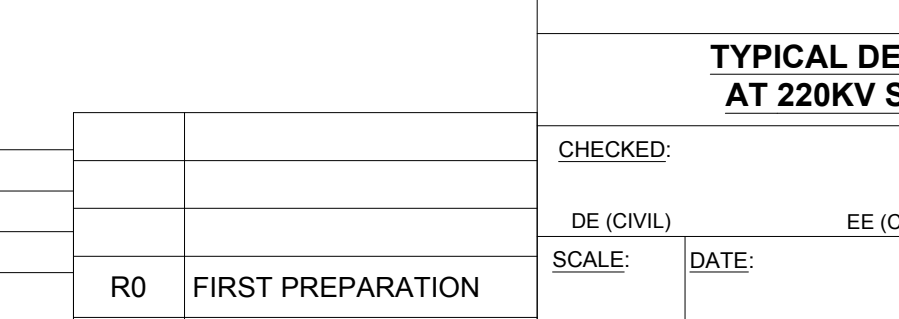 TYPICAL DE
AT 220KV S
CHECKED:
DE (CIVIL) EE (C
SCALE: DATE:
R0 FIRST PREPARATION